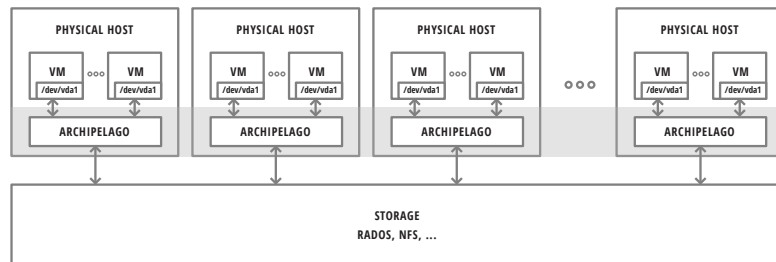 PHYSICAL HOST
VM
VM
/dev/vda1
/dev/vda1
ARCHIPELAGO
PHYSICAL HOST
VM
VM
/dev/vda1
/dev/vda1
ARCHIPELAGO
PHYSICAL HOST
VM
VM
/dev/vda1
/dev/vda1
ARCHIPELAGO
PHYSICAL HOST
VM
VM
/dev/vda1
/dev/vda1
ARCHIPELAGO
STORAGE
RADOS, NFS, ...